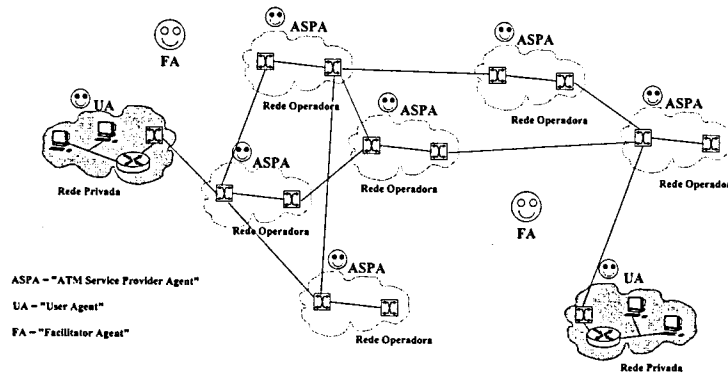 ASPA
ASPA
FA
Rede Operadora
Rede Operadora
UA
ASPA
ASPA
ASPA
Rede Privada
Rede Operadora
Rede Operadora
Rede Operadora
FA
ASPA
UA
ASPA – "ATM Service Provider Agent"
UA – "User Agent"
FA – "Facilitator Agent"
Rede Operadora
Rede Privada